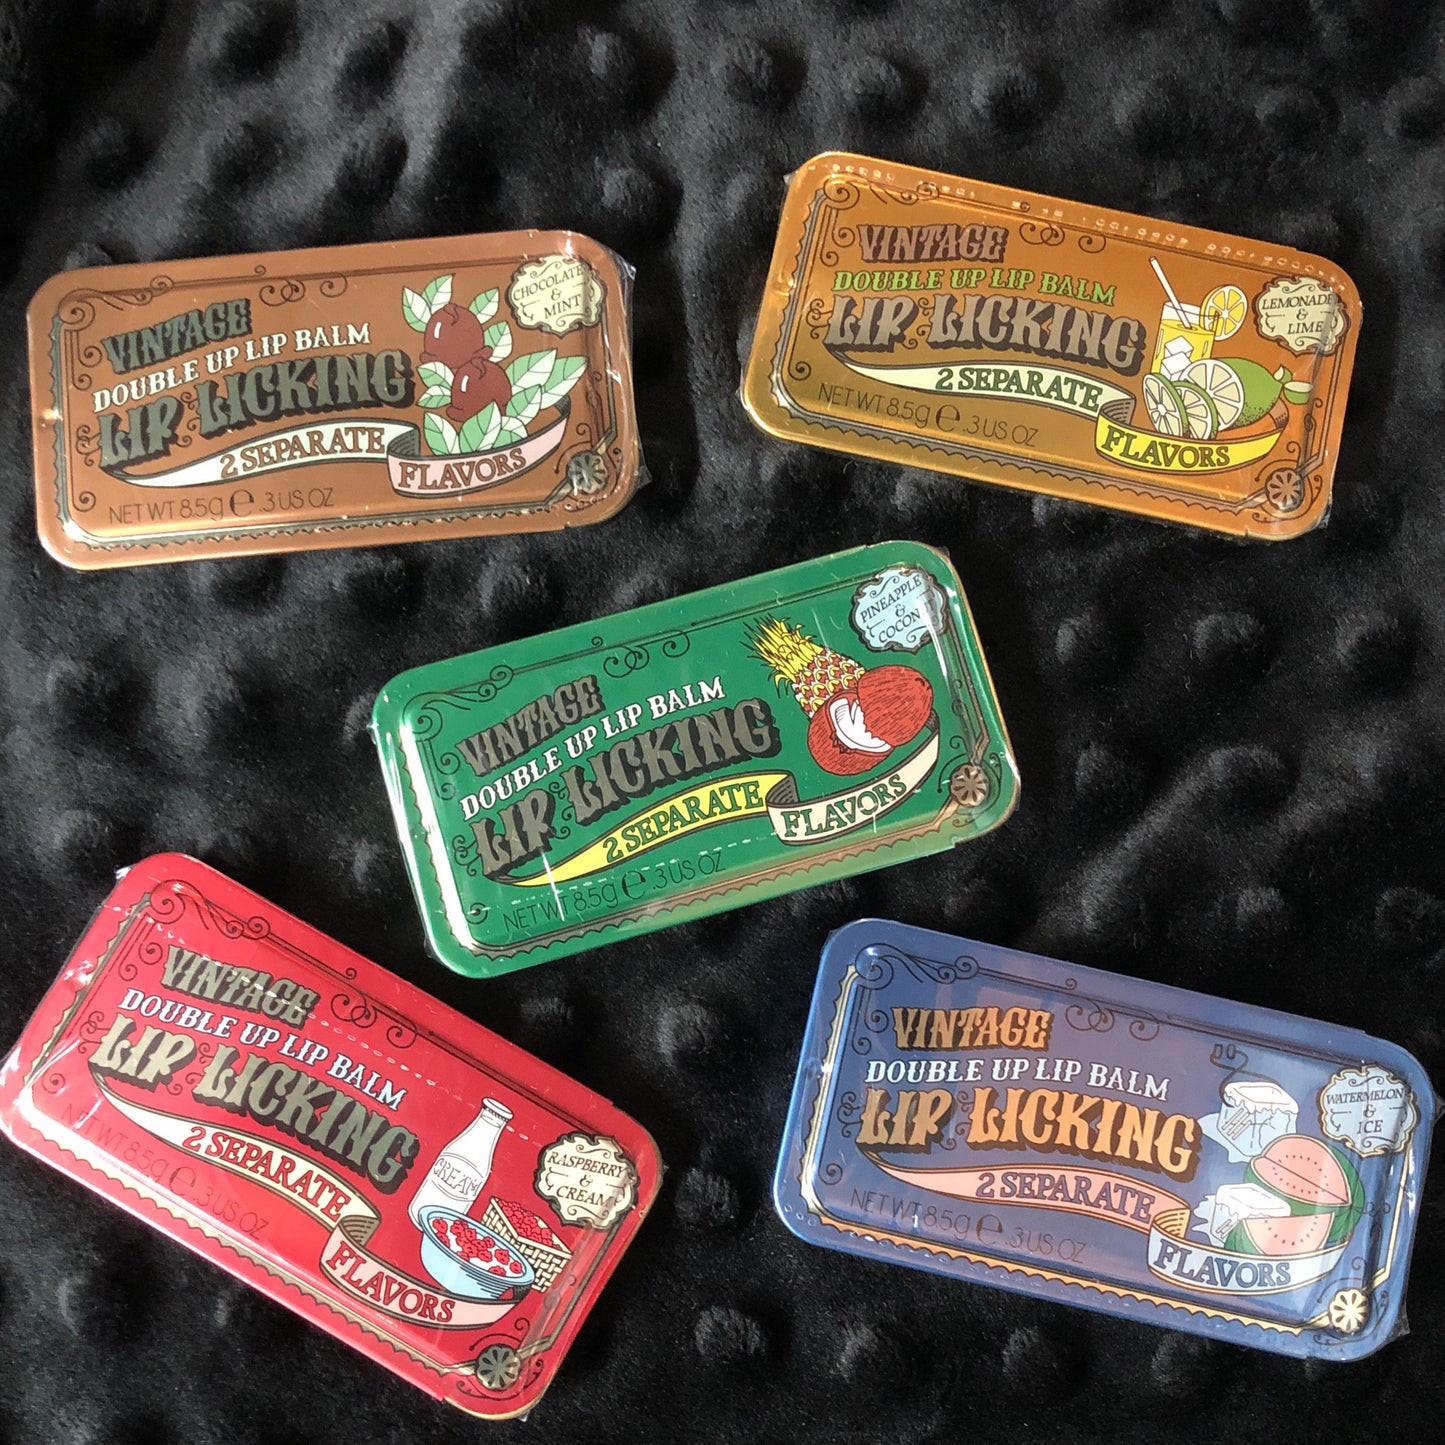 VINTAGE
DOUBLE UP LIP BALM
LIP LICKING
2 SEPARATE
FLAVORS
NET WT 8.5g e .3 US OZ
CHOCOLATE
&
MINT
VINTAGE
DOUBLE UP LIP BALM
LIP LICKING
2 SEPARATE
FLAVORS
NET WT 8.5g e .3 US OZ
LEMONADE
&
LIME
VINTAGE
DOUBLE UP LIP BALM
LIP LICKING
2 SEPARATE
FLAVORS
NET WT 8.5g e .3 US OZ
PINEAPPLE
&
VINTAGE
DOUBLE UP LIP BALM
LIP LICKING
2 SEPARATE
FLAVORS
NET WT 8.5g e .3 US OZ
CREAM
RASPBERRY
&
CREAM
VINTAGE
DOUBLE UP LIP BALM
LIP LICKING
2 SEPARATE
FLAVORS
NET WT 8.5g e .3 US OZ
WATERMELON
&
ICE